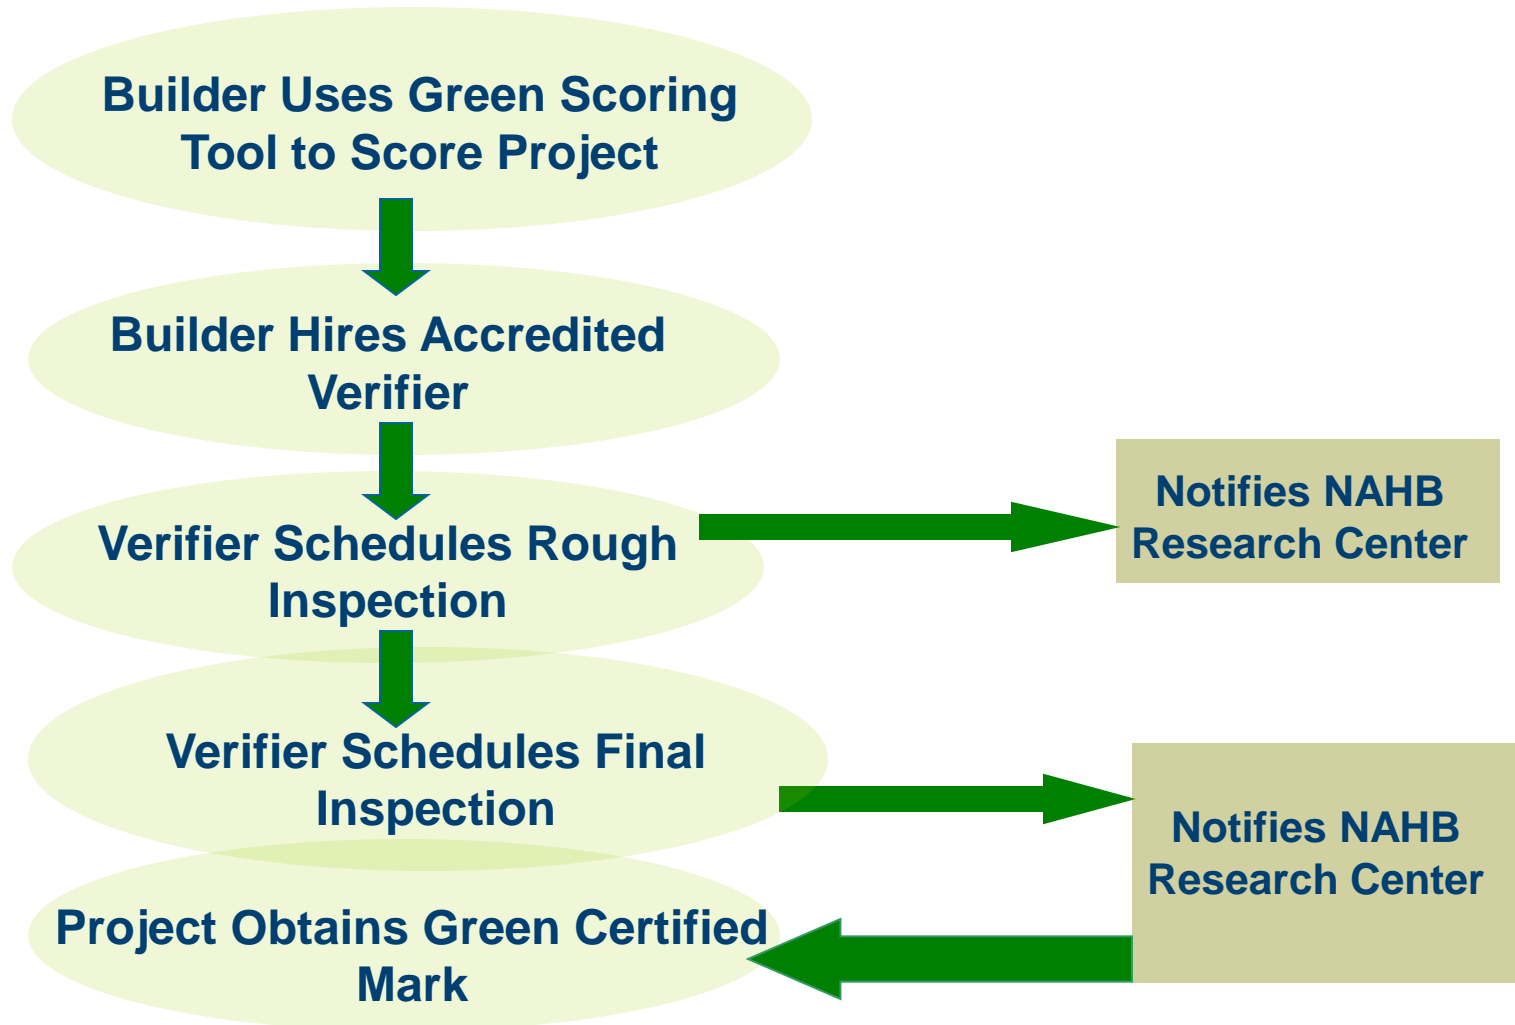 Builder Uses Green Scoring
Tool to Score Project
Builder Hires Accredited
Verifier
Verifier Schedules Rough
Inspection
Notifies NAHB
Research Center
Verifier Schedules Final
Inspection
Notifies NAHB
Research Center
Project Obtains Green Certified
Mark